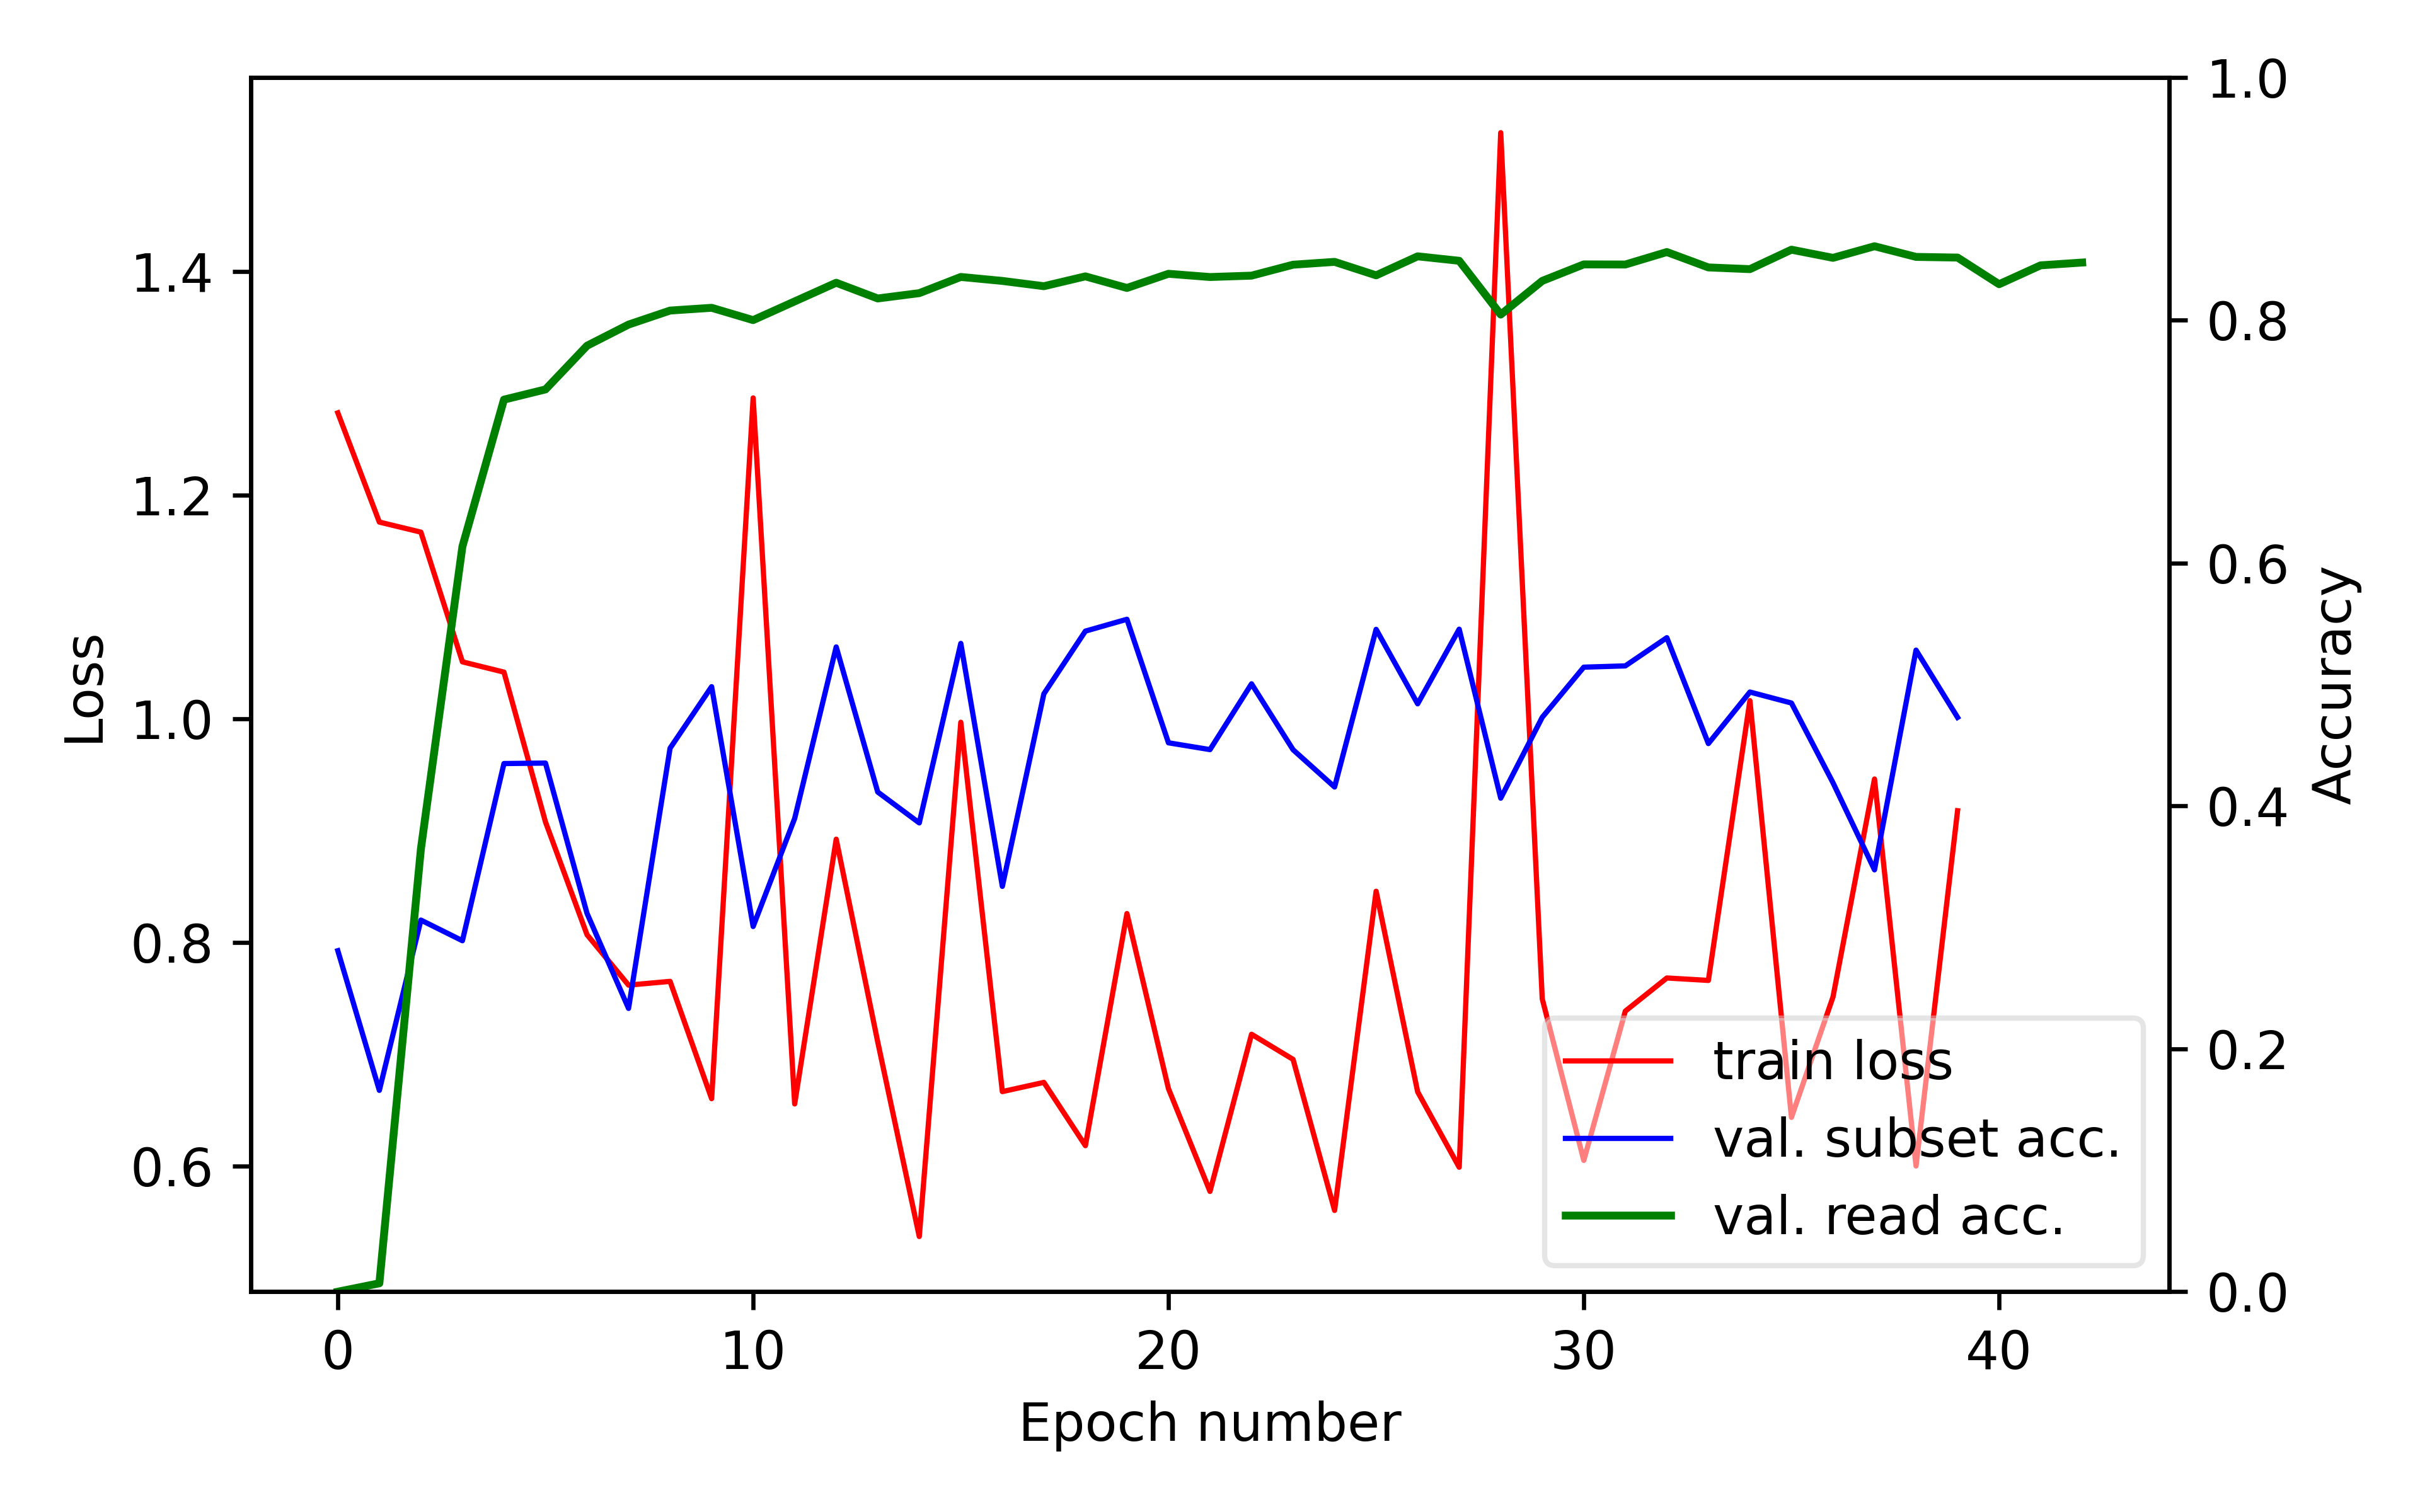 1.0
1.4
0.8
1.2
0.6
Loss
1.0
Accuracy
0.4
0.8
train loss
0.2
val. subset acc.
0.6
val. read acc.
0.0
0
10
20
30
40
Epoch number